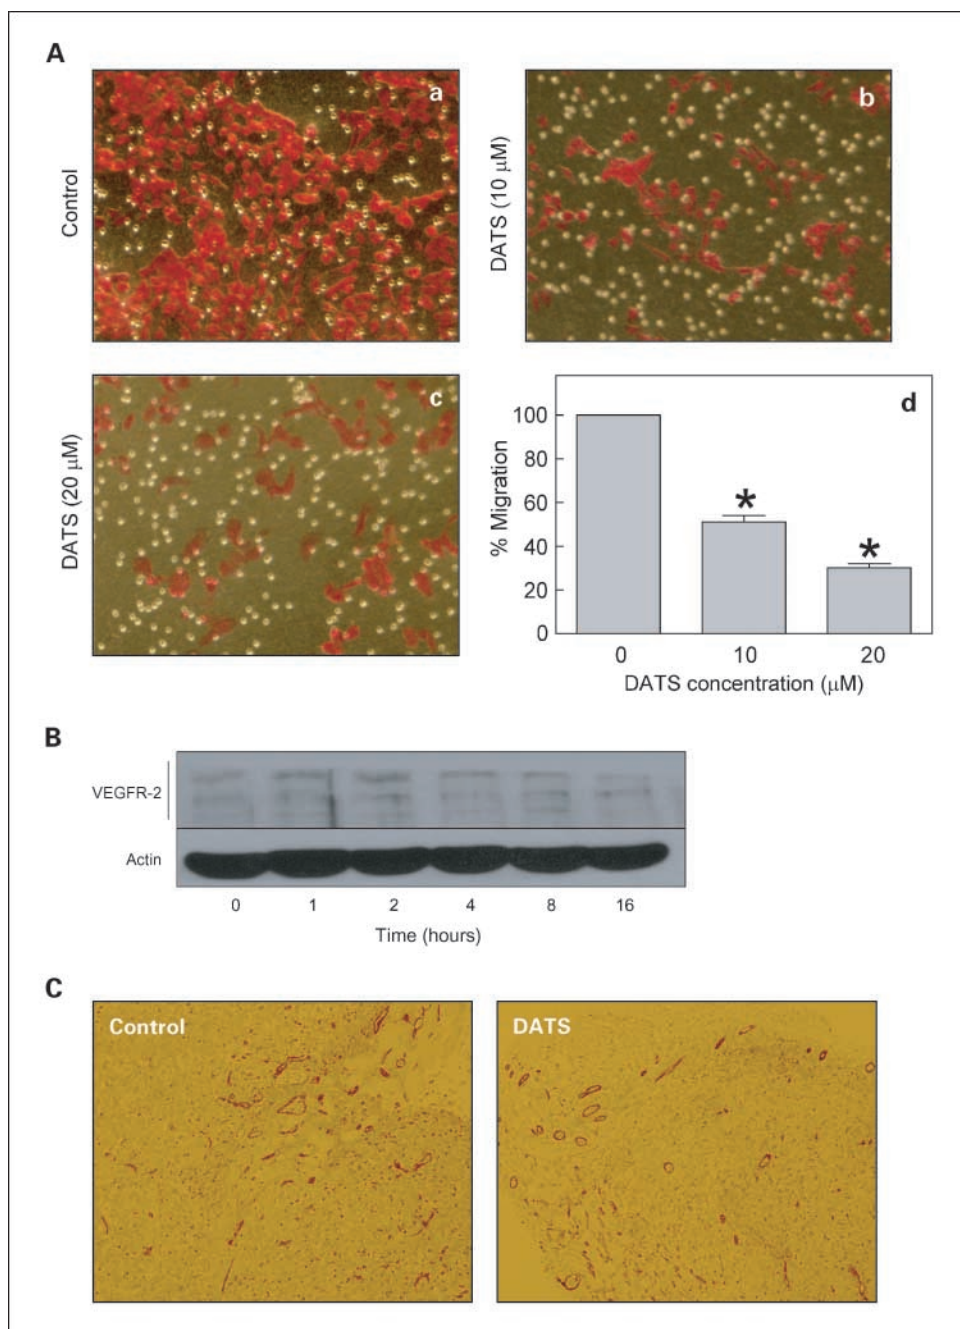 A
a
Control
b
DATS (10 μM)
c
DATS (20 μM)
d
100
80
60
40
20
0
% Migration
*
*
0 10 20
DATS concentration (μM)
B
VEGFR-2
Actin
0 1 2 4 8 16
Time (hours)
C
Control
DATS